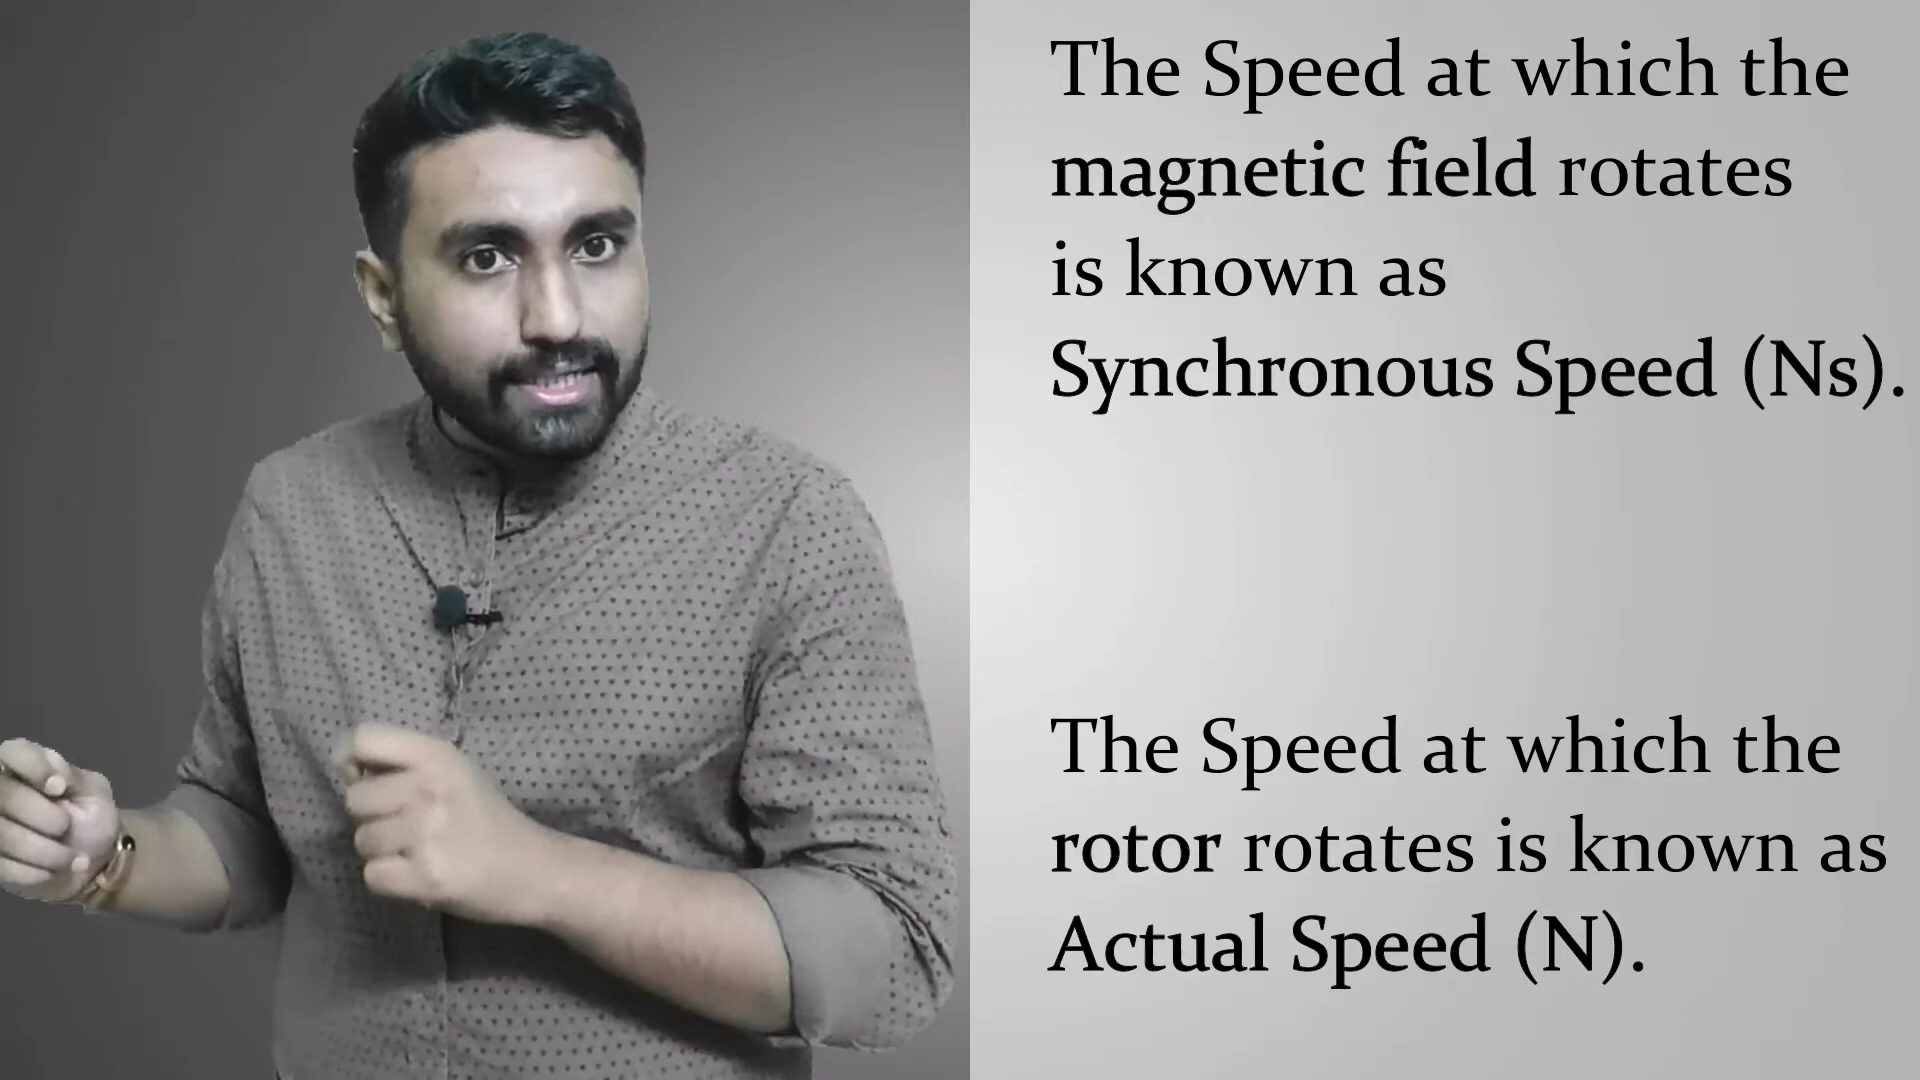 The Speed at which the
magnetic field rotates
is known as
Synchronous Speed (Ns).
The Speed at which the
rotor rotates is known as
Actual Speed (N).